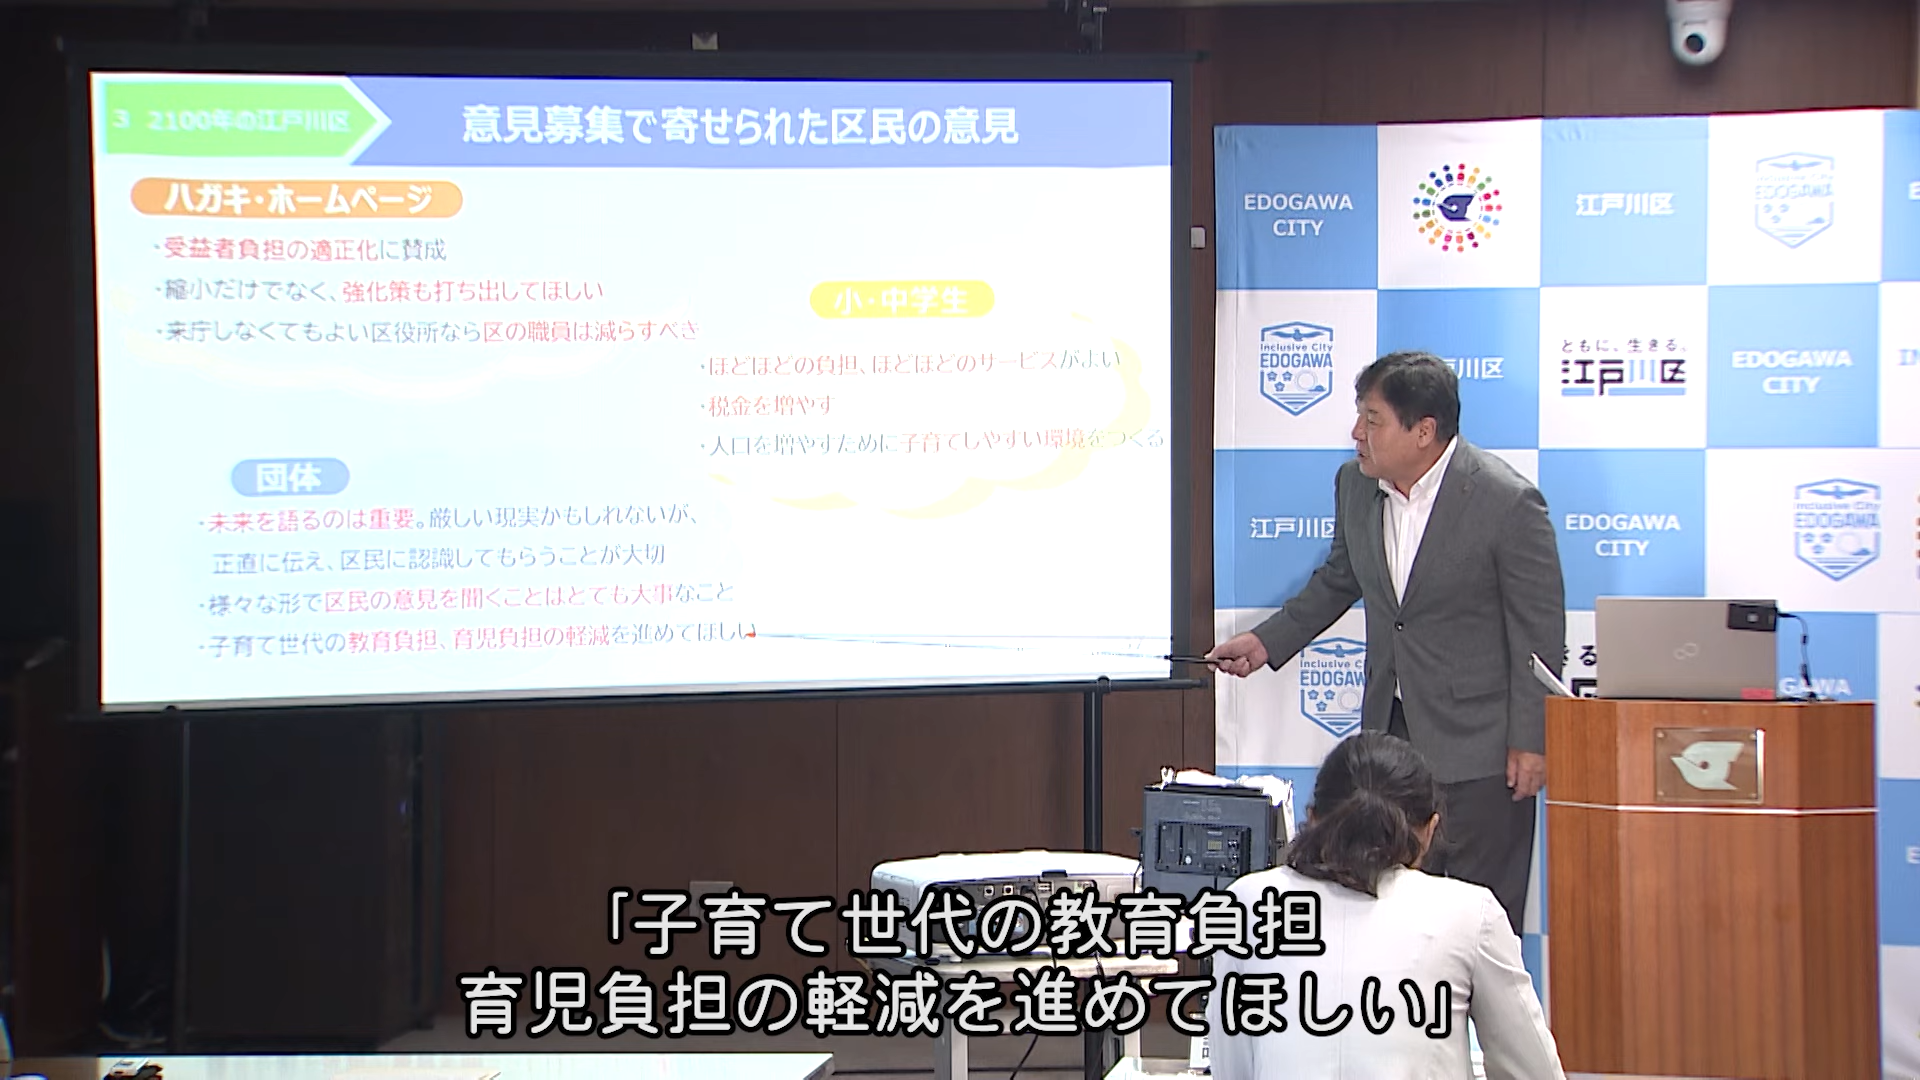 3 2100年の江戸川区
意見募集で寄せられた区民の意見
ハガキ・ホームページ
・受益者負担の適正化に賛成
・縮小だけでなく、強化策も打ち出してほしい
・来庁しなくてもよい区役所なら区の職員は減らすべき
小・中学生
・ほどほどの負担、ほどほどのサービスがよい
・税金を増やす
・人口を増やすために子育てしやすい環境をつくる
団体
・未来を語るのは重要。厳しい現実かもしれないが、
正直に伝え、区民に認識してもらうことが大切
・様々な形で区民の意見を聞くことはとても大事なこと
・子育て世代の教育負担、育児負担の軽減を進めてほしい
EDOGAWA
CITY
江戸川区
Inclusive City
EDOGAWA
Inclusive City
EDOGAWA
戸川区
ともに、生きる。
江戸川区
EDOGAWA
CITY
江戸川区
EDOGAWA
CITY
Inclusive City
EDOGAWA
Inclusive C
EDOGAW
きる
GAWA
「子育て世代の教育負担
育児負担の軽減を進めてほしい」